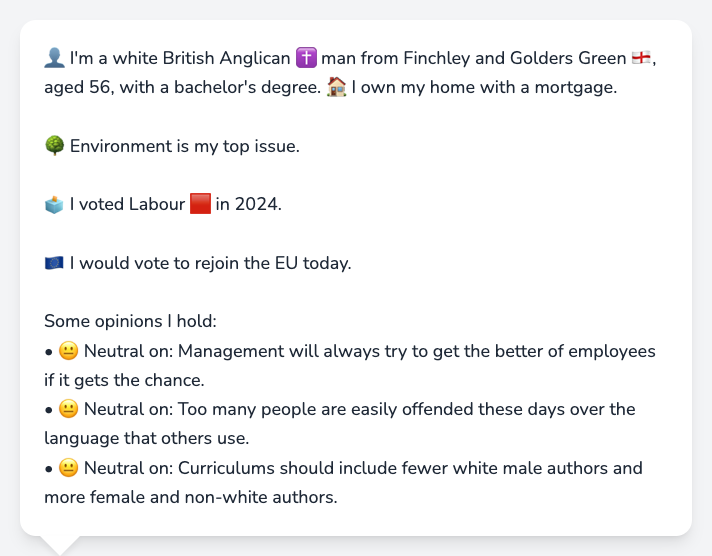 👤 I'm a white British Anglican ✝️ man from Finchley and Golders Green 🏴󠁧󠁢󠁥󠁮󠁧󠁿,
aged 56, with a bachelor's degree. 🏠 I own my home with a mortgage.
🌳 Environment is my top issue.
🗳️ I voted Labour 🟥 in 2024.
🇪🇺 I would vote to rejoin the EU today.
Some opinions I hold:
• 😐 Neutral on: Management will always try to get the better of employees
if it gets the chance.
• 😐 Neutral on: Too many people are easily offended these days over the
language that others use.
• 😐 Neutral on: Curriculums should include fewer white male authors and
more female and non-white authors.